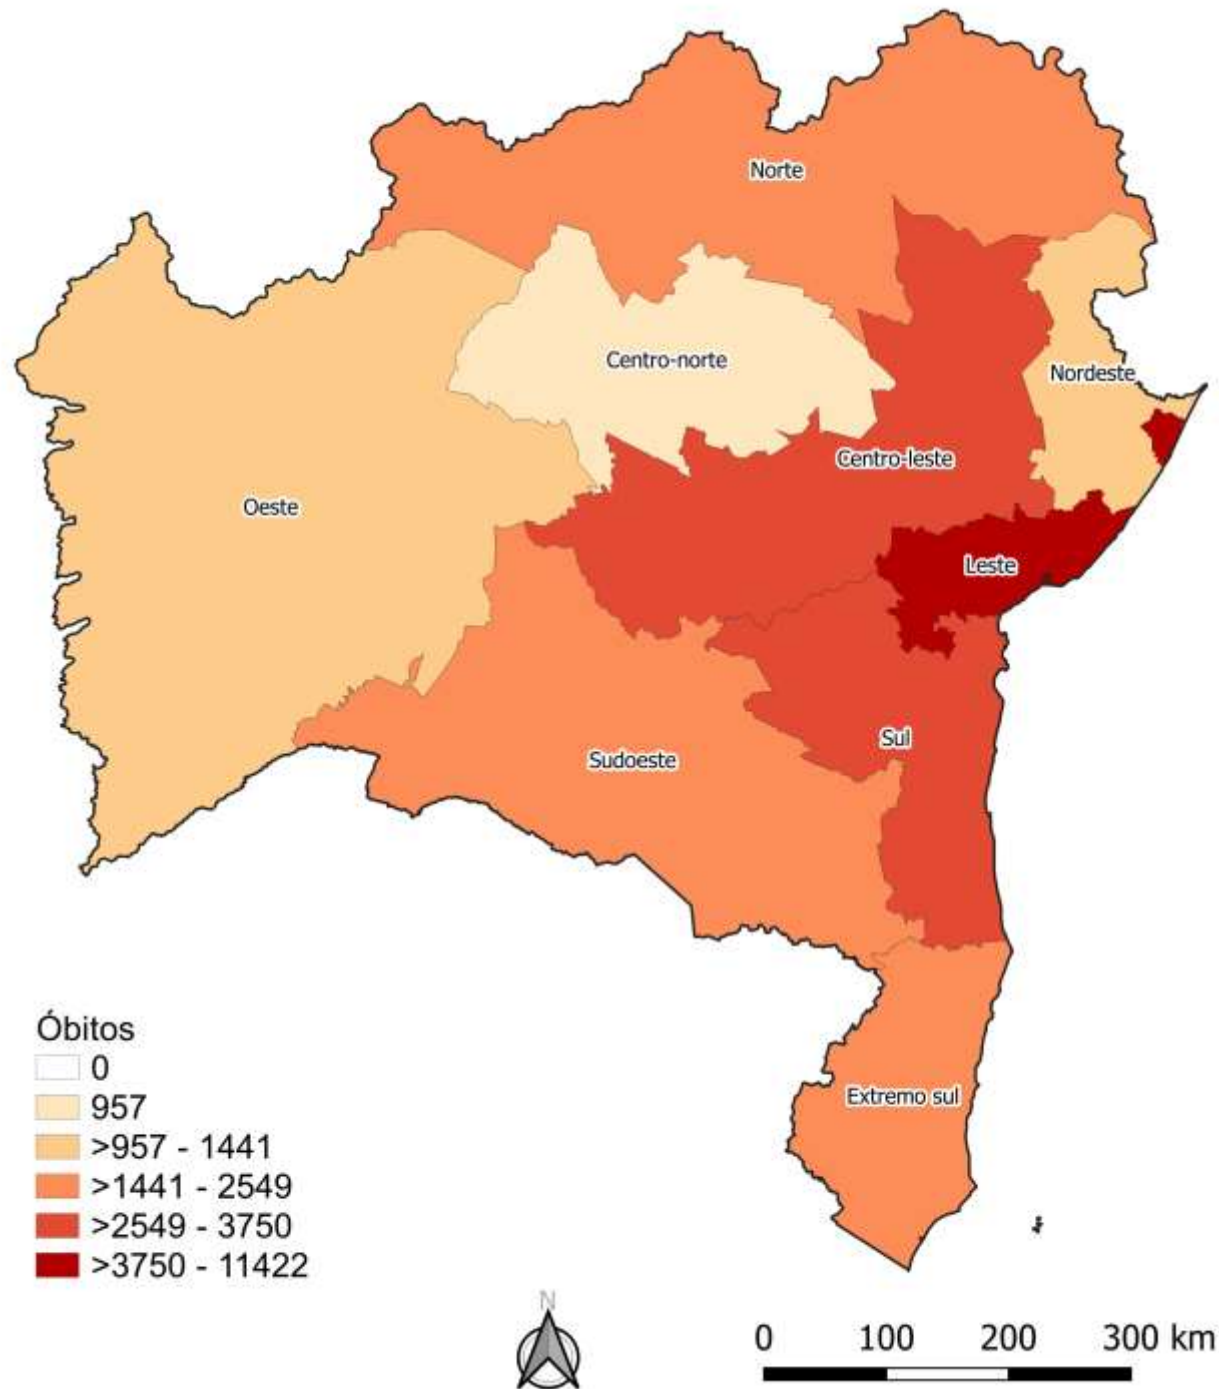 Norte
Centro-norte
Nordeste
Centro-leste
Oeste
Leste
Sul
Sudoeste
Extremo sul
Óbitos
0
957
>957 - 1441
>1441 - 2549
>2549 - 3750
>3750 - 11422
N
0 100 200 300 km